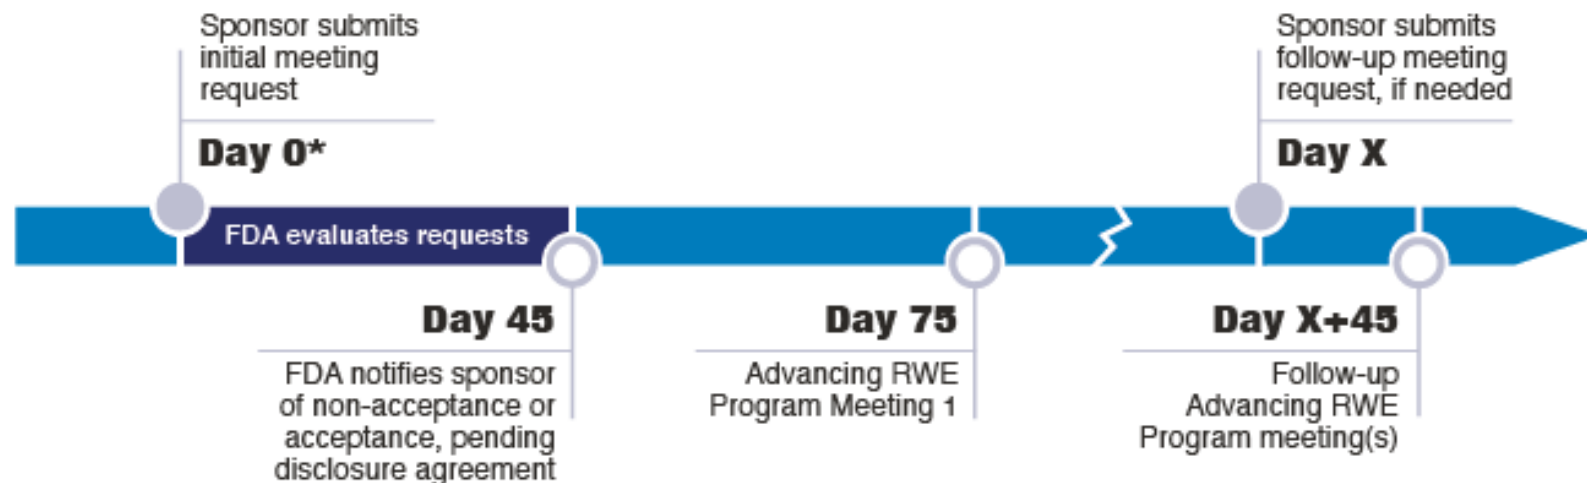 Sponsor submits
initial meeting
request
Day 0*
FDA evaluates requests
Day 45
FDA notifies sponsor
of non-acceptance or
acceptance, pending
disclosure agreement
Day 75
Advancing RWE
Program Meeting 1
Sponsor submits
follow-up meeting
request, if needed
Day X
Day X+45
Follow-up
Advancing RWE
Program meeting(s)